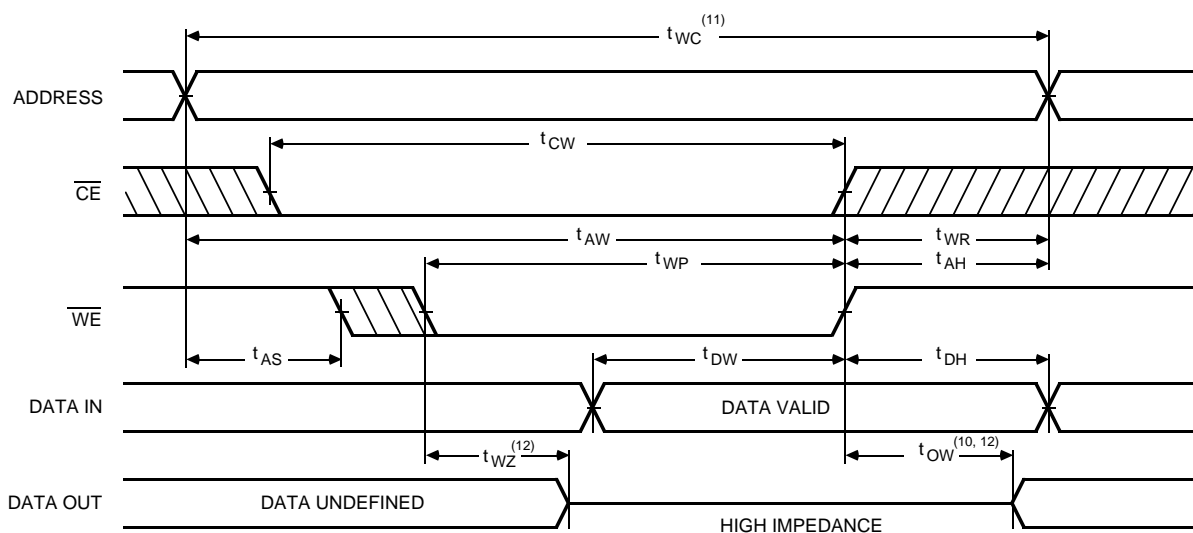 tWC(11)
ADDRESS
tCW
CE
tAW
tWR
tWP
tAH
WE
tAS
tDW
tDH
DATA IN
DATA VALID
tWZ(12)
tOW(10, 12)
DATA OUT
DATA UNDEFINED
HIGH IMPEDANCE